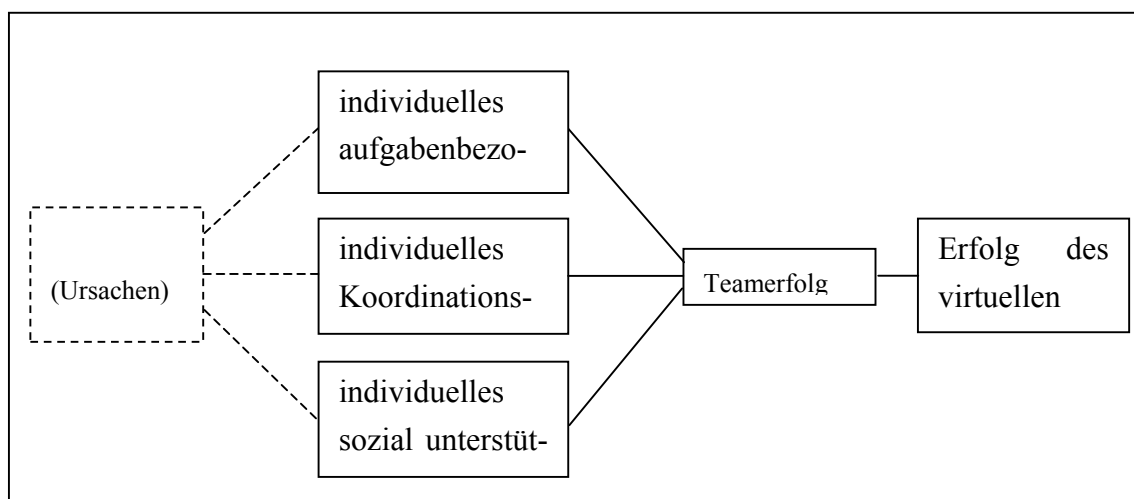 individuelles
aufgabenbezo-
(Ursachen)
individuelles
Koordinations-
individuelles
sozial unterstüt-
Teamerfolg
Erfolg des
virtuellen